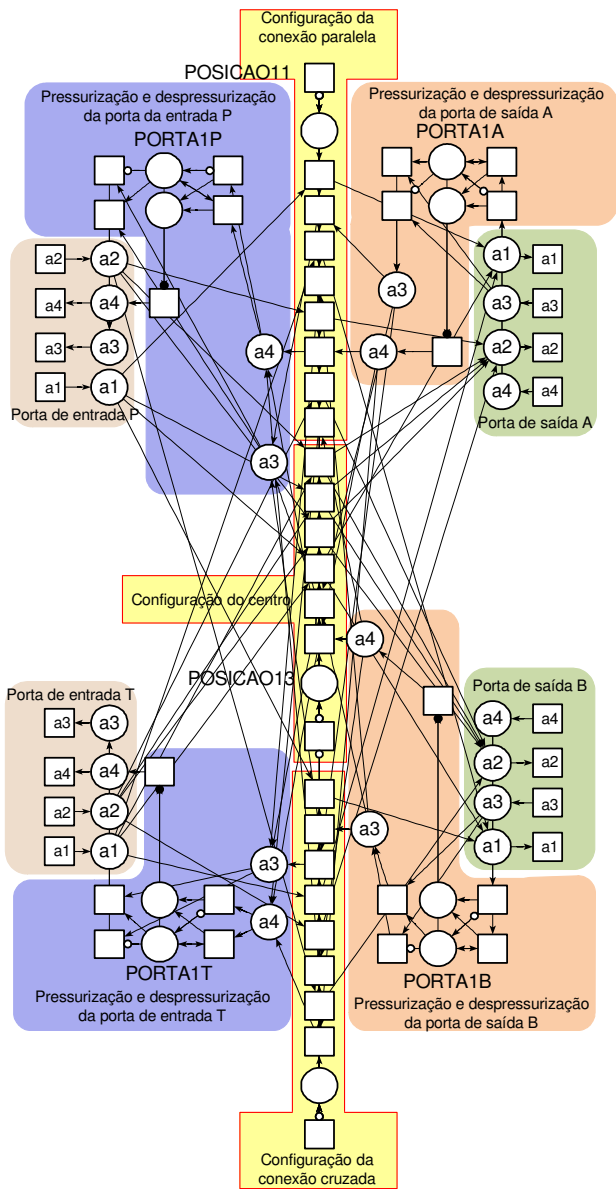 Configuração da
conexão paralela
POSICAO11
Pressurização e despressurização
da porta da entrada P
PORTA1P
Pressurização e despressurização
da porta de saída A
PORTA1A
a2
a2
a4
a4
a3
a3
a1
a1
Porta de entrada P
a4
a3
a3
a4
a1
a1
a3
a3
a2
a2
a4
a4
Porta de saída A
Configuração do centro
a4
POSICAO13
Porta de entrada T
a3
a3
a4
a4
a2
a2
a1
a1
Porta de saída B
a4
a4
a2
a2
a3
a3
a1
a1
a3
a3
a4
PORTA1T
Pressurização e despressurização
da porta de entrada T
PORTA1B
Pressurização e despressurização
da porta de saída B
Configuração da
conexão cruzada